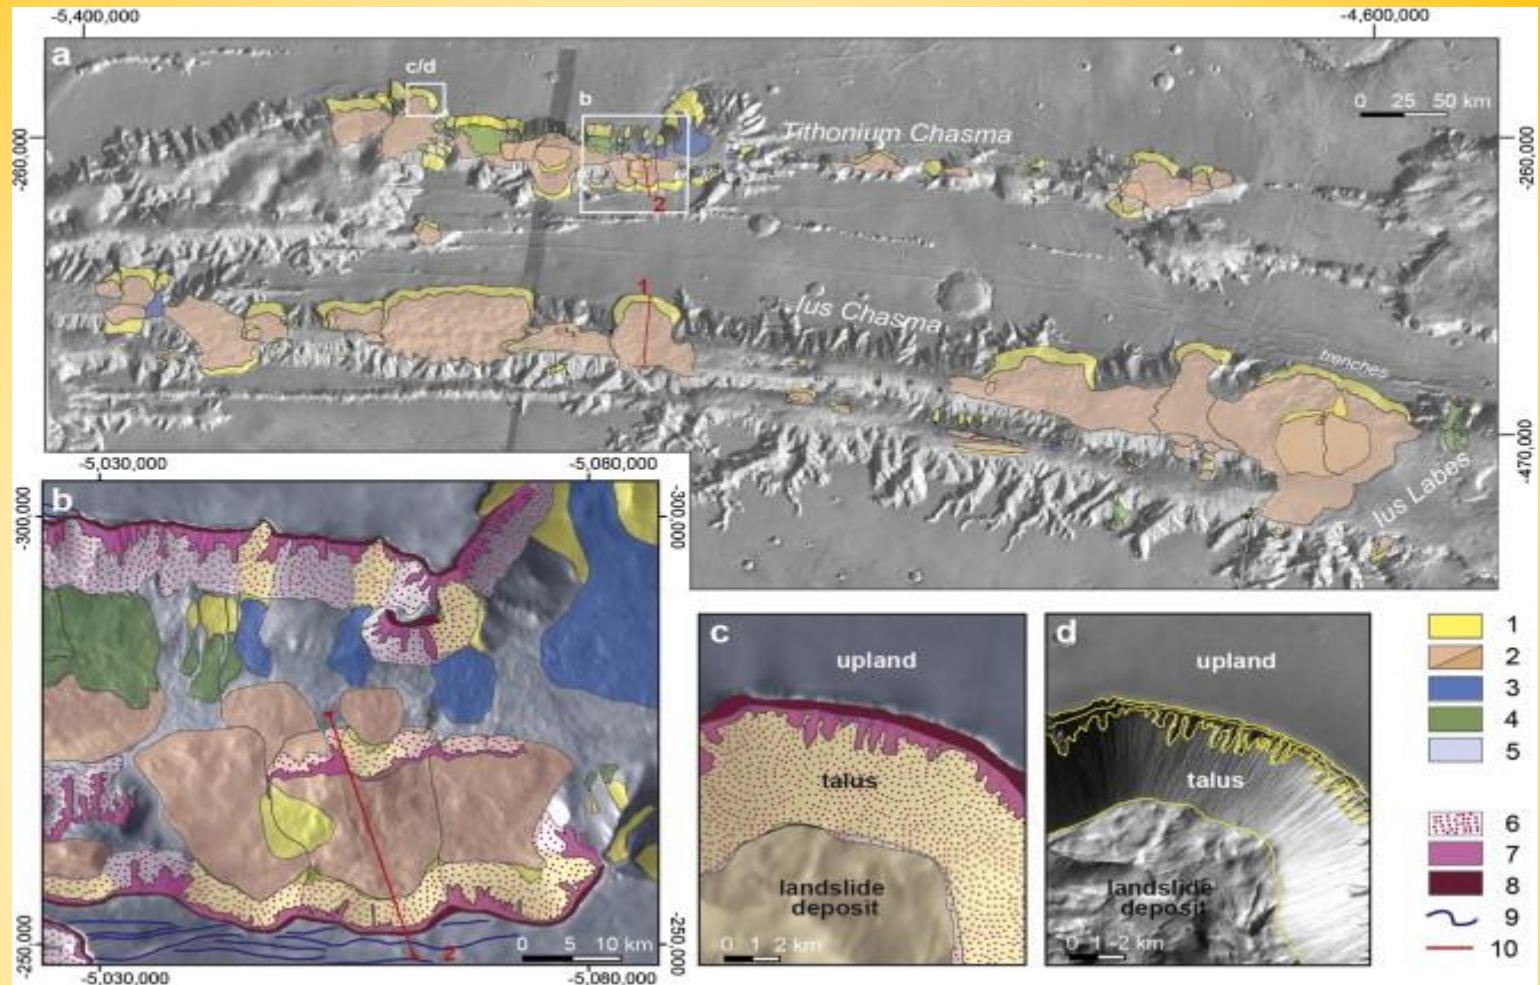 -5,400,000
-4,600,000
a
c/d
b
0 25 50 km
Tithonium Chasma
-260,000
-260,000
2
1
Ius Chasma
trenches
-470,000
Ius Labes
-5,030,000
-5,080,000
b
-300,000
-300,000
c
upland
talus
landslide
deposit
0 1 2 km
d
upland
talus
landslide
deposit
0 1 2 km
1
2
3
4
5
6
7
8
9
10
2
0 5 10 km
-250,000
-250,000
-5,030,000
-5,080,000